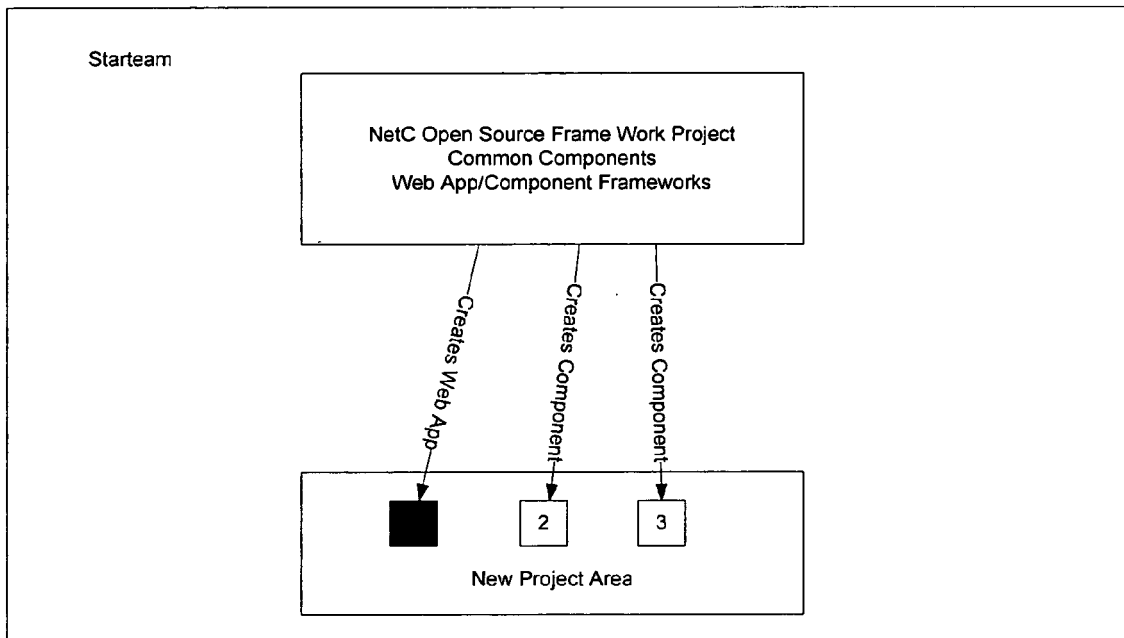 Starteam
NetC Open Source Frame Work Project
Common Components
Web App/Component Frameworks
Creates Web App
Creates Component
Creates Component
2
3
New Project Area